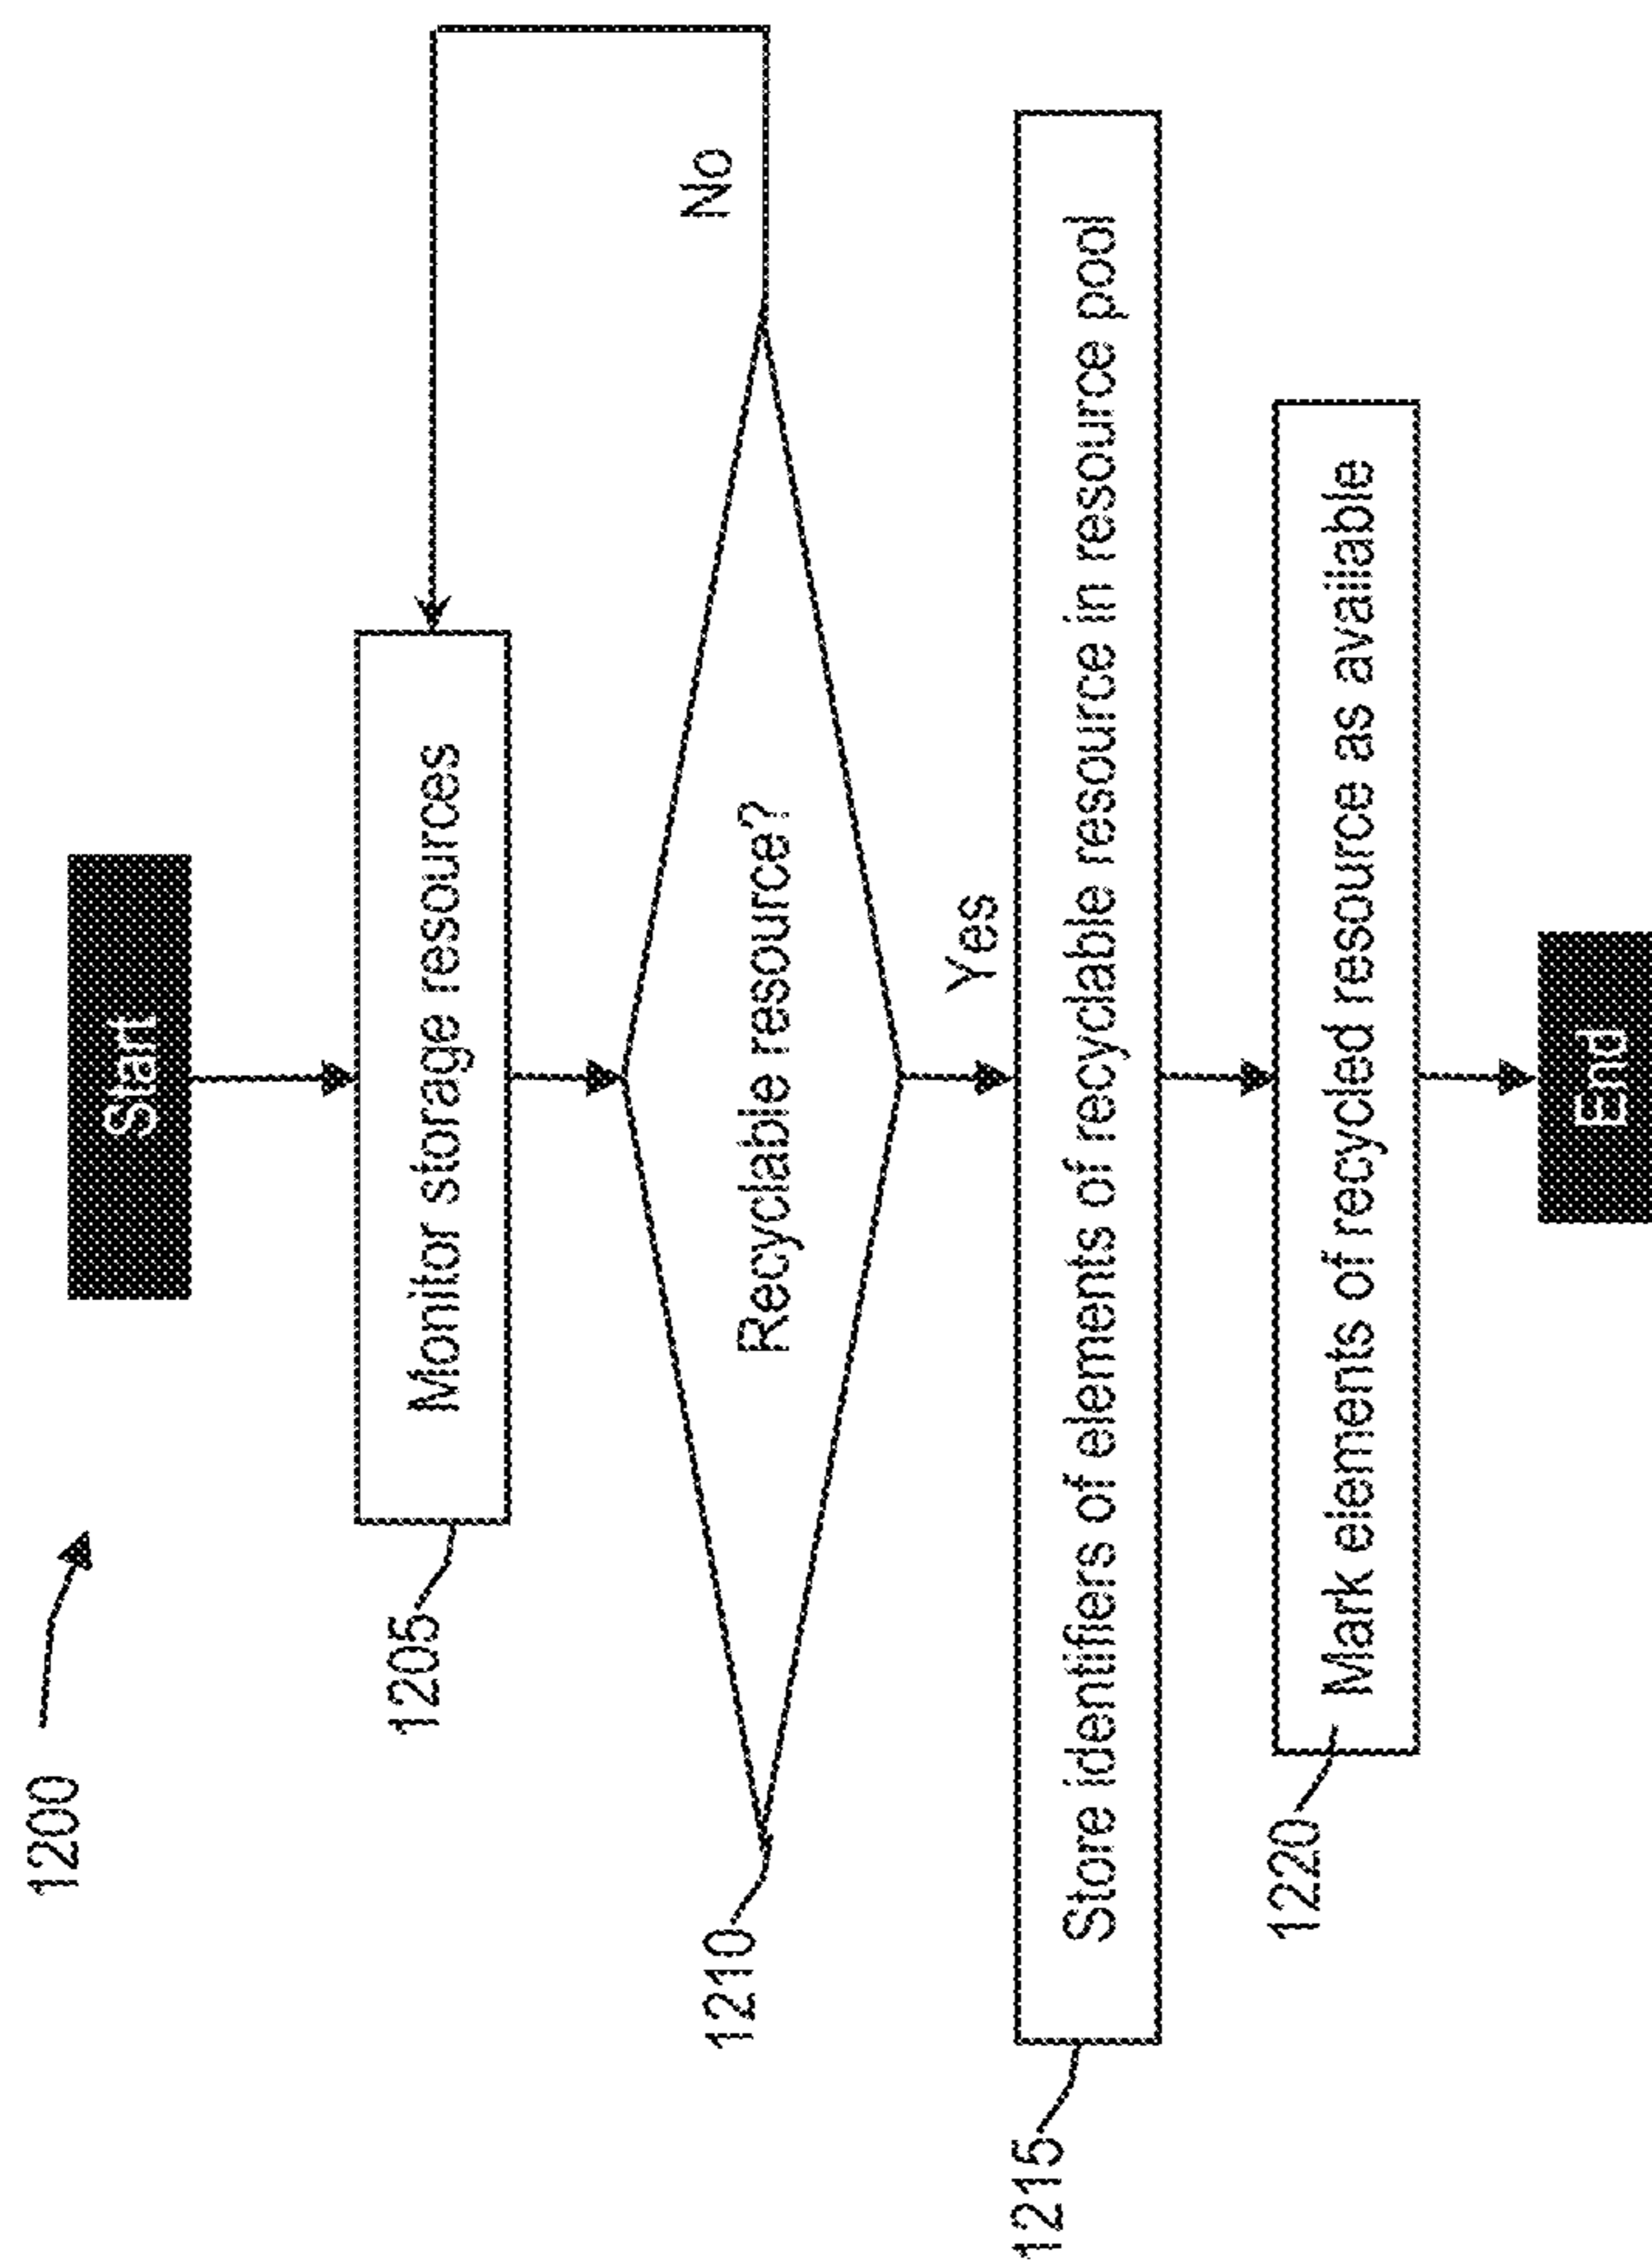 1200
Start
1205
Monitor storage resources
1210
Recyclable resource?
No
Yes
1215
Store identifiers of elements of recyclable resource in resource pool
1220
Mark elements of recycled resource as available
End